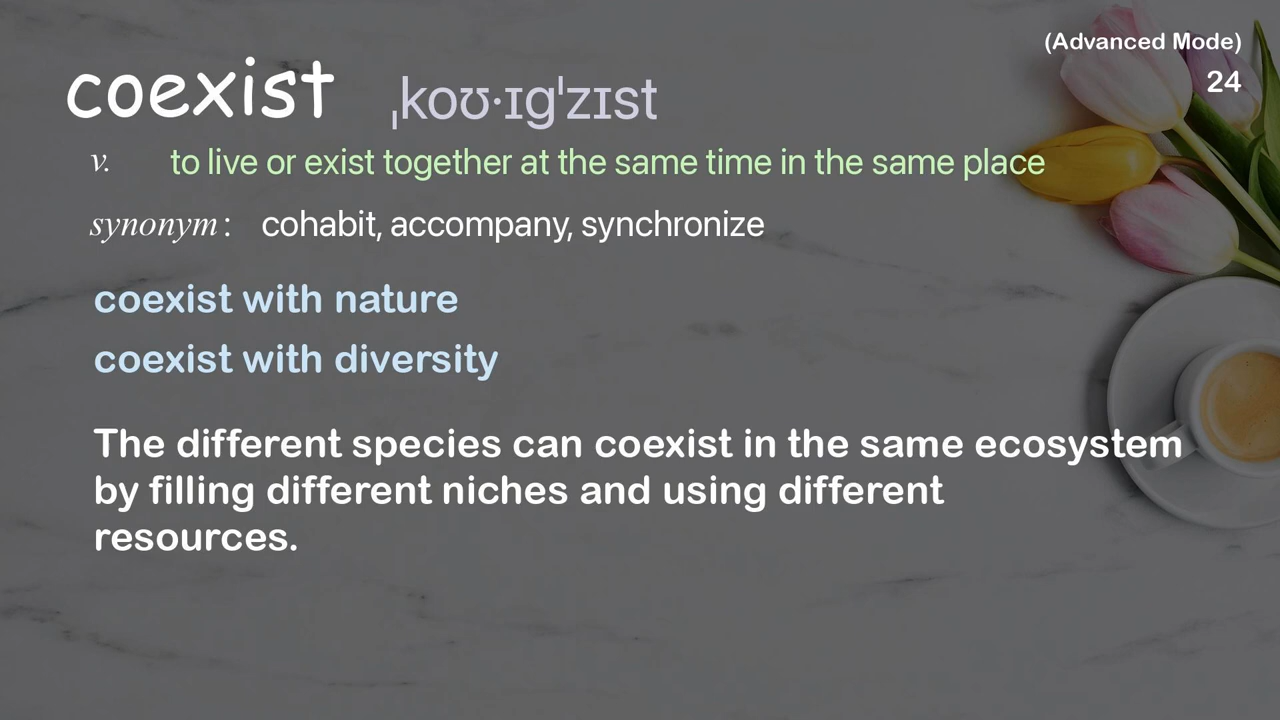 (Advanced Mode)
24
coexist ˌkoʊ·ɪgˈzɪst
v. to live or exist together at the same time in the same place
synonym: cohabit, accompany, synchronize
coexist with nature
coexist with diversity
The different species can coexist in the same ecosystem
by filling different niches and using different
resources.